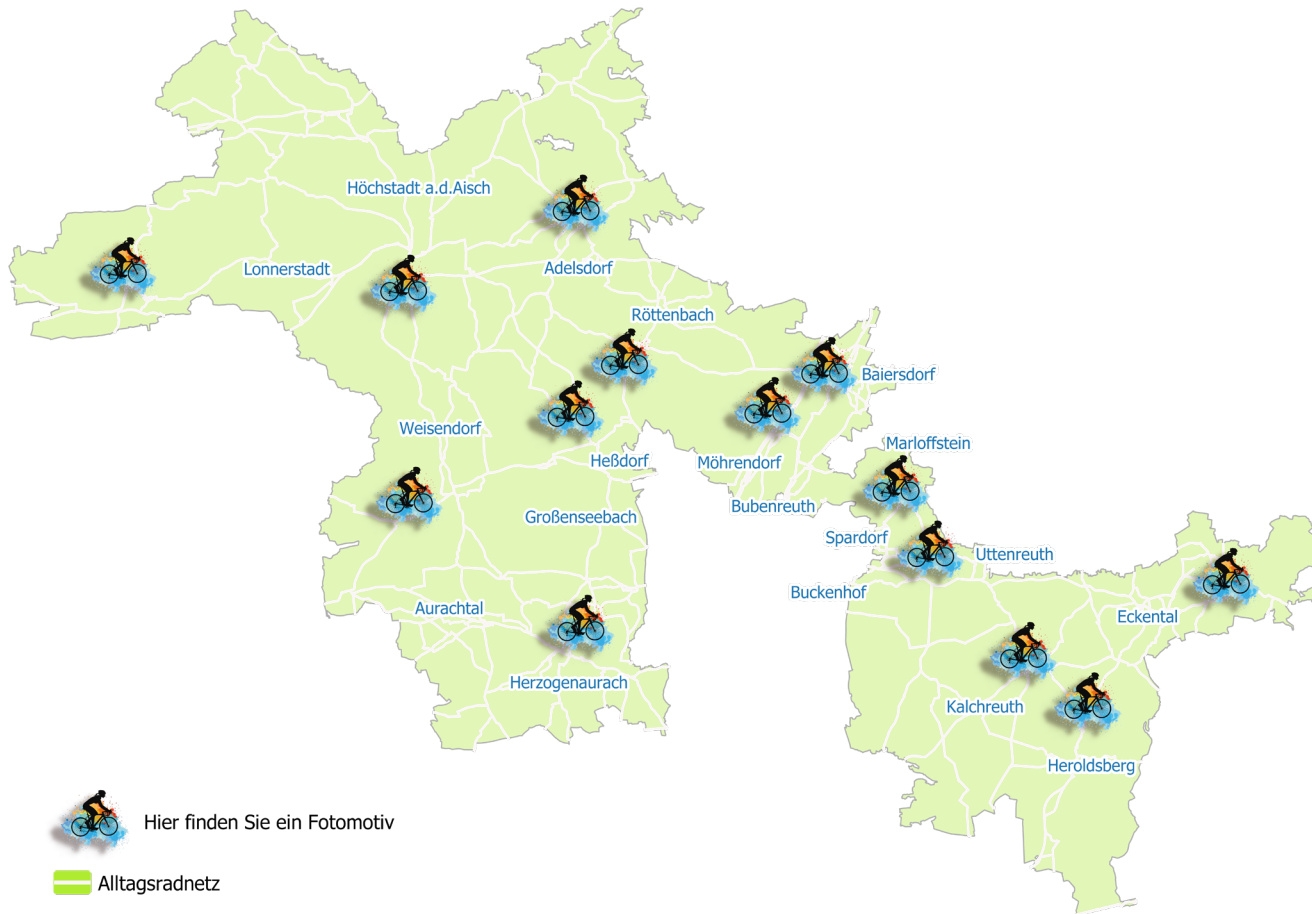 Höchstadt a.d.Aisch
Lonnerstadt
Adelsdorf
Röttenbach
Baiersdorf
Weisendorf
Marloffstein
Heßdorf
Möhrendorf
Bubenreuth
Großenseebach
Spardorf
Uttenreuth
Buckenhof
Aurachtal
Eckental
Herzogenaurach
Kalchreuth
Heroldsberg
Hier finden Sie ein Fotomotiv
Alltagsradnetz